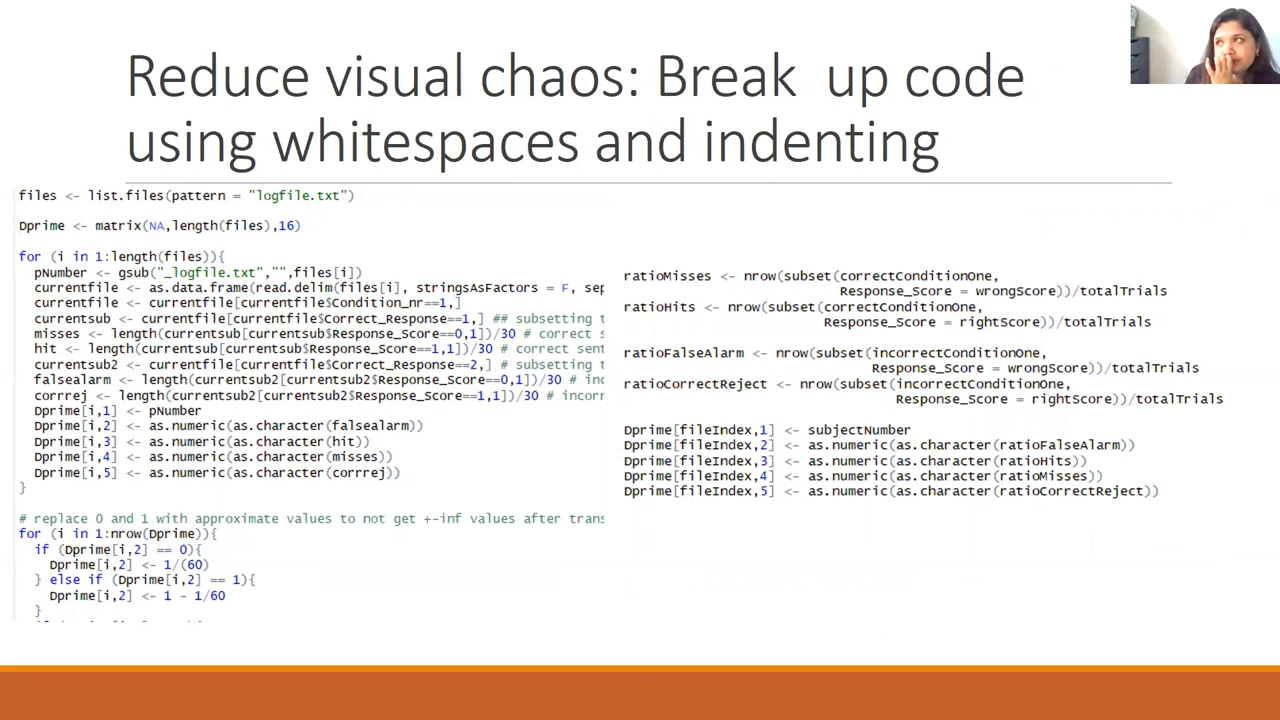 Reduce visual chaos: Break  up code
using whitespaces and indenting
files <- list.files(pattern = "logfile.txt")
Dprime <- matrix(NA,length(files),16)
for (i in 1:length(files)){
pNumber <- gsub("_logfile.txt","",files[i])
currentfile <- as.data.frame(read.delim(files[i], stringsAsFactors = F, sep
currentfile <- currentfile[currentfile$Condition_nr==1,]
currentsub <- currentfile[currentfile$Correct_Response==1,] ## subsetting t
misses <- length(currentsub[currentsub$Response_Score==0,1])/30 # correct s
hit <- length(currentsub[currentsub$Response_Score==1,1])/30 # correct sent
currentsub2 <- currentfile[currentfile$Correct_Response==2,] # subsetting t
falsealarm <- length(currentsub2[currentsub2$Response_Score==0,1])/30 # inc
corrrej <- length(currentsub2[currentsub2$Response_Score==1,1])/30 # incorr
Dprime[i,1] <- pNumber
Dprime[i,2] <- as.numeric(as.character(falsealarm))
Dprime[i,3] <- as.numeric(as.character(hit))
Dprime[i,4] <- as.numeric(as.character(misses))
Dprime[i,5] <- as.numeric(as.character(corrrej))
}
# replace 0 and 1 with approximate values to not get +-inf values after trans
for (i in 1:nrow(Dprime)){
if (Dprime[i,2] == 0){
Dprime[i,2] <- 1/(60)
} else if (Dprime[i,2] == 1){
Dprime[i,2] <- 1 - 1/60
}
ratioMisses <- nrow(subset(correctConditionOne,
Response_Score = wrongScore))/totalTrials
ratioHits <- nrow(subset(correctConditionOne,
Response_Score = rightScore))/totalTrials
ratioFalseAlarm <- nrow(subset(incorrectConditionOne,
Response_Score = wrongScore))/totalTrials
ratioCorrectReject <- nrow(subset(incorrectConditionOne,
Response_Score = rightScore))/totalTrials
Dprime[fileIndex,1] <- subjectNumber
Dprime[fileIndex,2] <- as.numeric(as.character(ratioFalseAlarm))
Dprime[fileIndex,3] <- as.numeric(as.character(ratioHits))
Dprime[fileIndex,4] <- as.numeric(as.character(ratioMisses))
Dprime[fileIndex,5] <- as.numeric(as.character(ratioCorrectReject))